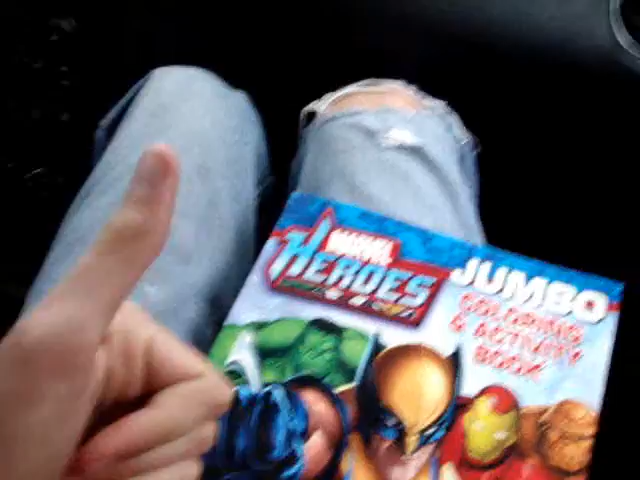 MARVEL
HEROES
JUMBO
COLORING
& ACTIVITY
BOOK